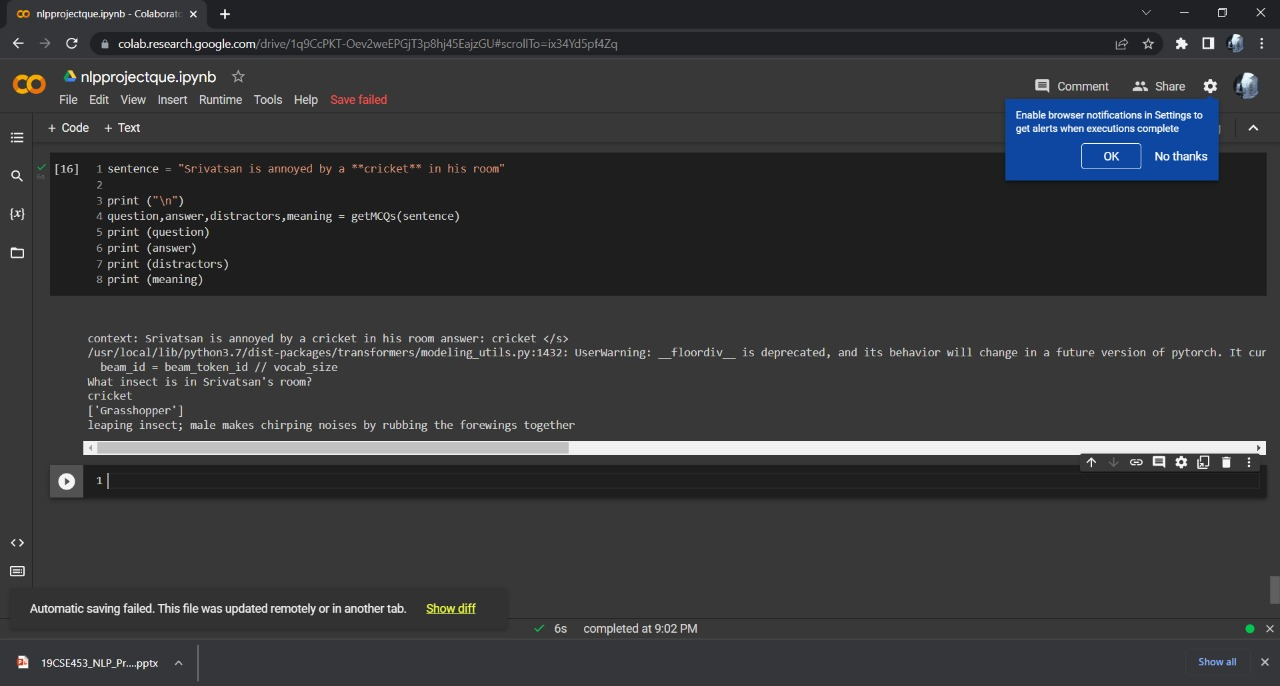 nlpprojectque.ipynb - Colaborato
colab.research.google.com/drive/1q9CcPKT-Oev2weEPGjT3p8hj45EajzGU#scrollTo=ix34Yd5pf4Zq
nlpprojectque.ipynb
Comment
Share
File Edit View Insert Runtime Tools Help Save failed
Enable browser notifications in Settings to
get alerts when executions complete
OK
No thanks
+ Code + Text
[16]
1 sentence = "Srivatsan is annoyed by a **cricket** in his room"
2
3 print ("\n")
4 question,answer,distractors,meaning = getMCQs(sentence)
5 print (question)
6 print (answer)
7 print (distractors)
8 print (meaning)
{x}
context: Srivatsan is annoyed by a cricket in his room answer: cricket </s>
/usr/local/lib/python3.7/dist-packages/transformers/modeling_utils.py:1432: UserWarning: __floordiv__ is deprecated, and its behavior will change in a future version of pytorch. It cur
beam_id = beam_token_id // vocab_size
What insect is in Srivatsan's room?
cricket
['Grasshopper']
leaping insect; male makes chirping noises by rubbing the forewings together
1
Automatic saving failed. This file was updated remotely or in another tab. Show diff
6s completed at 9:02 PM
19CSE453_NLP_Pr....pptx
Show all